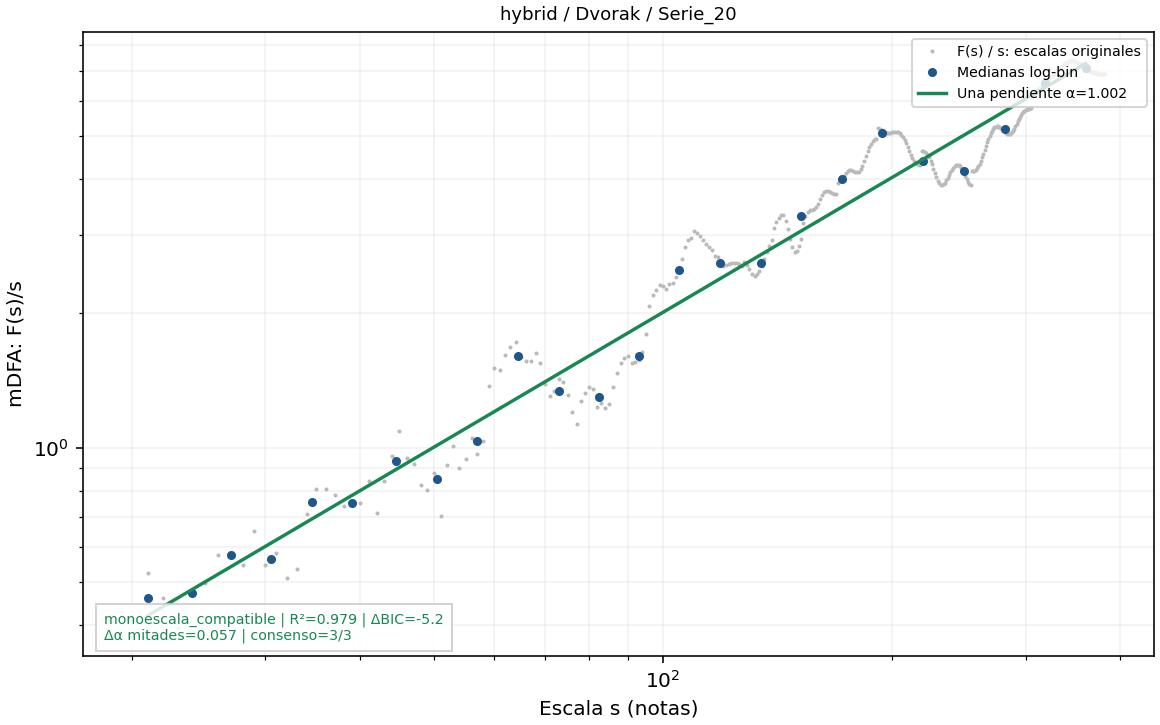 hybrid / Dvorak / Serie_20
F(s) / s: escalas originales
Medianas log-bin
Una pendiente α=1.002
mDFA: F(s)/s
10⁰
monoescala_compatible | R²=0.979 | ΔBIC=-5.2
Δα mitades=0.057 | consenso=3/3
10²
Escala s (notas)